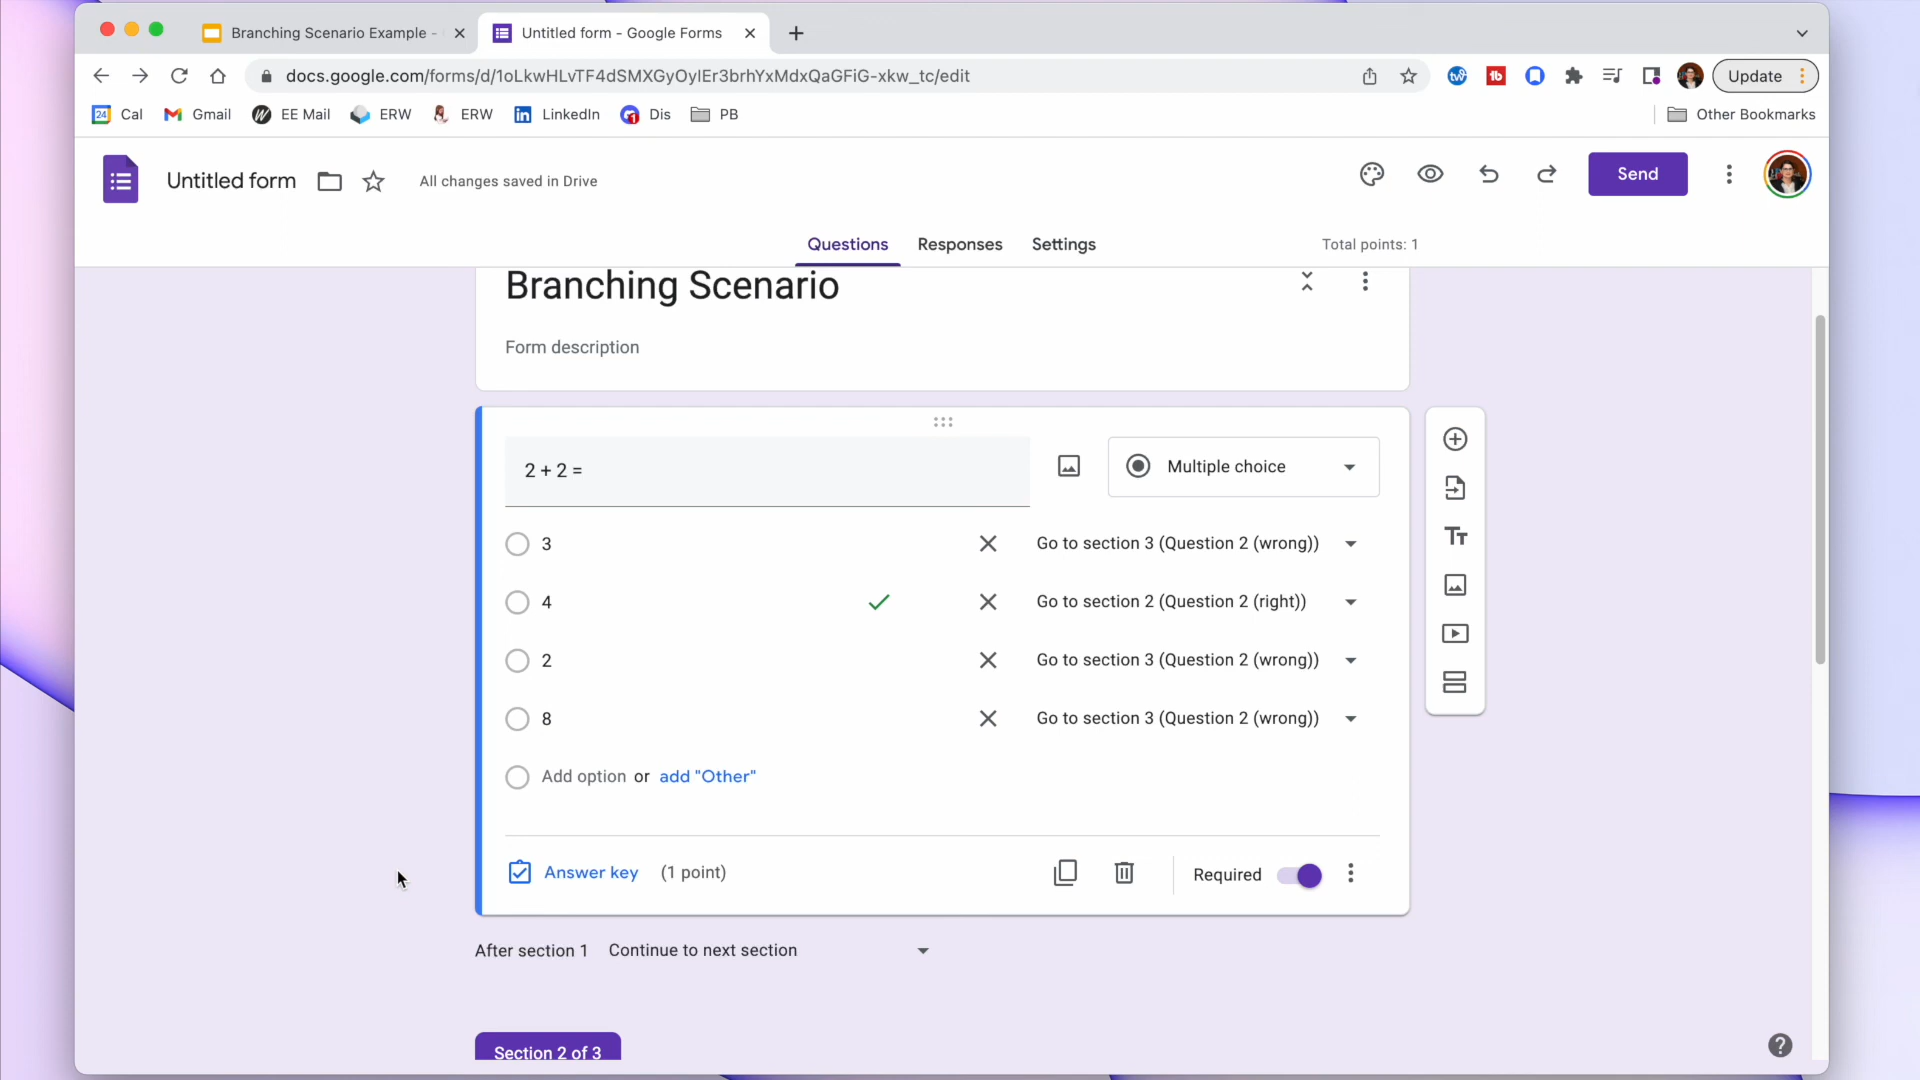 Branching Scenario Example -
Untitled form - Google Forms
docs.google.com/forms/d/1oLkwHLvTF4dSMXGyOylEr3brhYxMdxQaGFiG-xkw_tc/edit
Update
24 Cal
Gmail
EE Mail
ERW
ERW
LinkedIn
Dis
PB
Other Bookmarks
Untitled form
All changes saved in Drive
Send
Questions
Responses
Settings
Total points: 1
Branching Scenario
Form description
2 + 2 =
Multiple choice
3
Go to section 3 (Question 2 (wrong))
4
Go to section 2 (Question 2 (right))
2
Go to section 3 (Question 2 (wrong))
8
Go to section 3 (Question 2 (wrong))
Add option or add "Other"
Answer key (1 point)
Required
After section 1 Continue to next section
Section 2 of 3